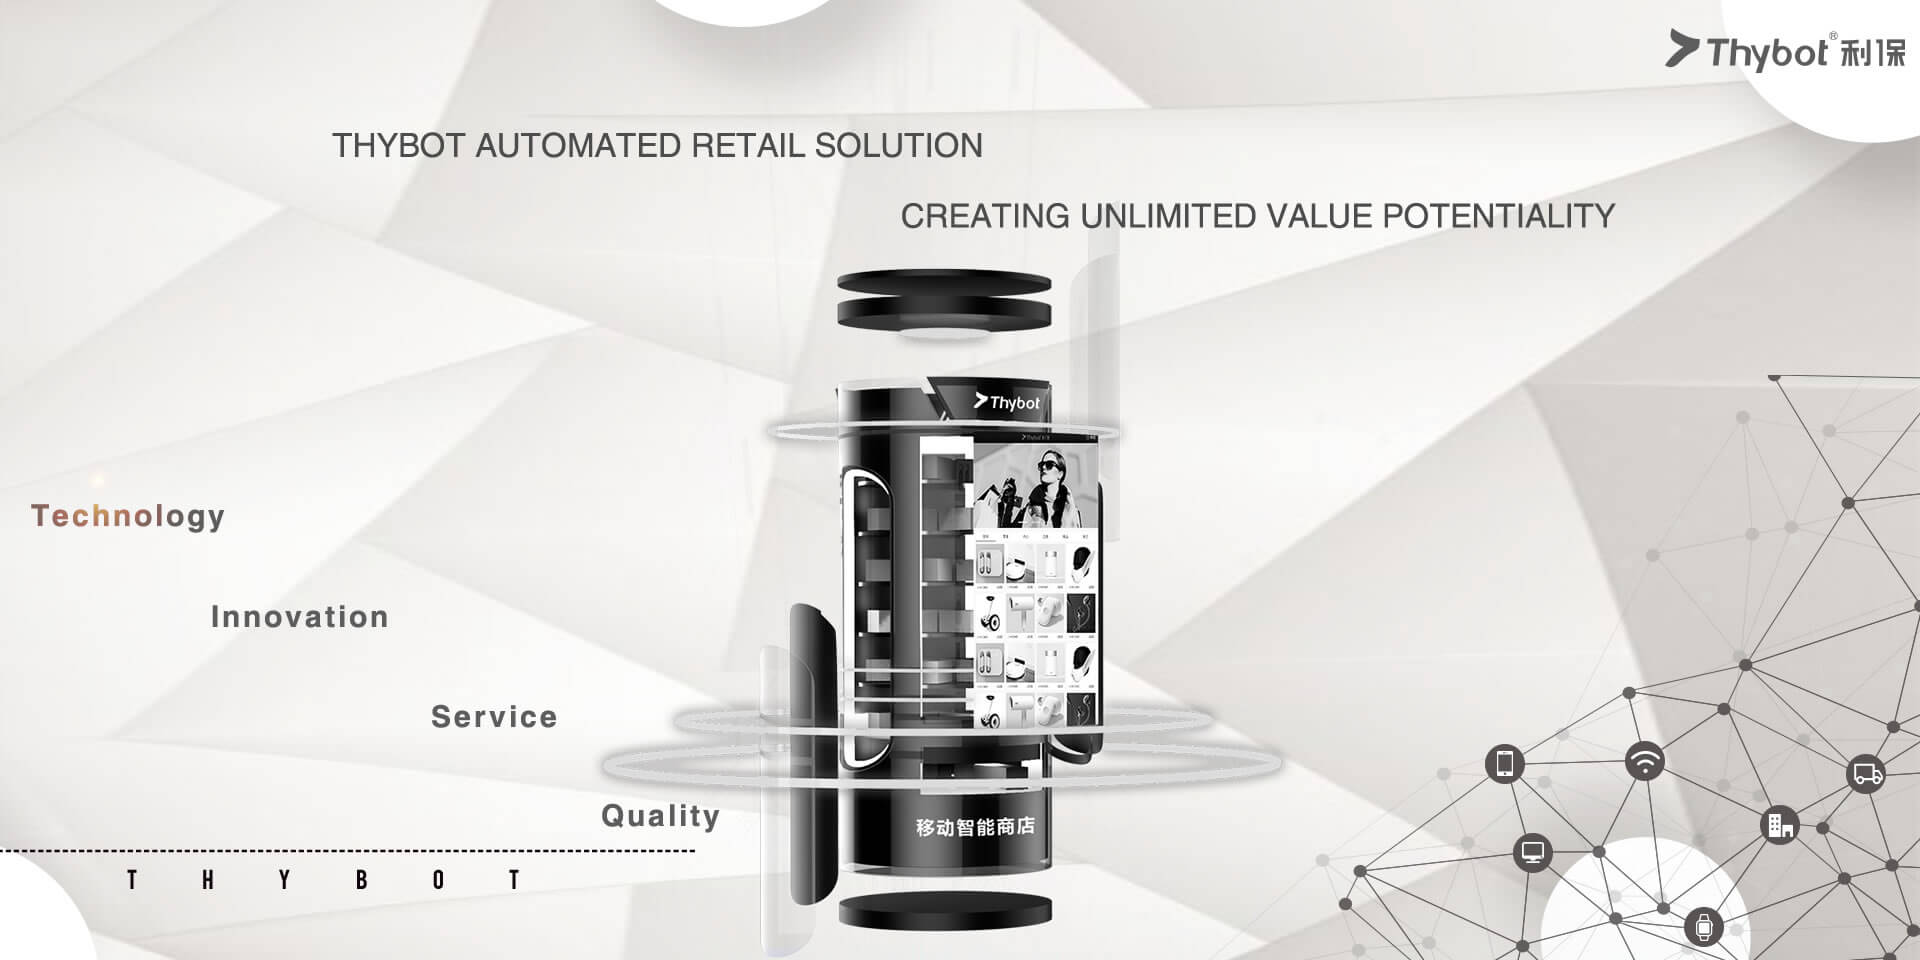 Thybot® 利保
THYBOT AUTOMATED RETAIL SOLUTION
CREATING UNLIMITED VALUE POTENTIALITY
Thybot
Technology
Innovation
Service
Quality
移动智能商店
THYBOT